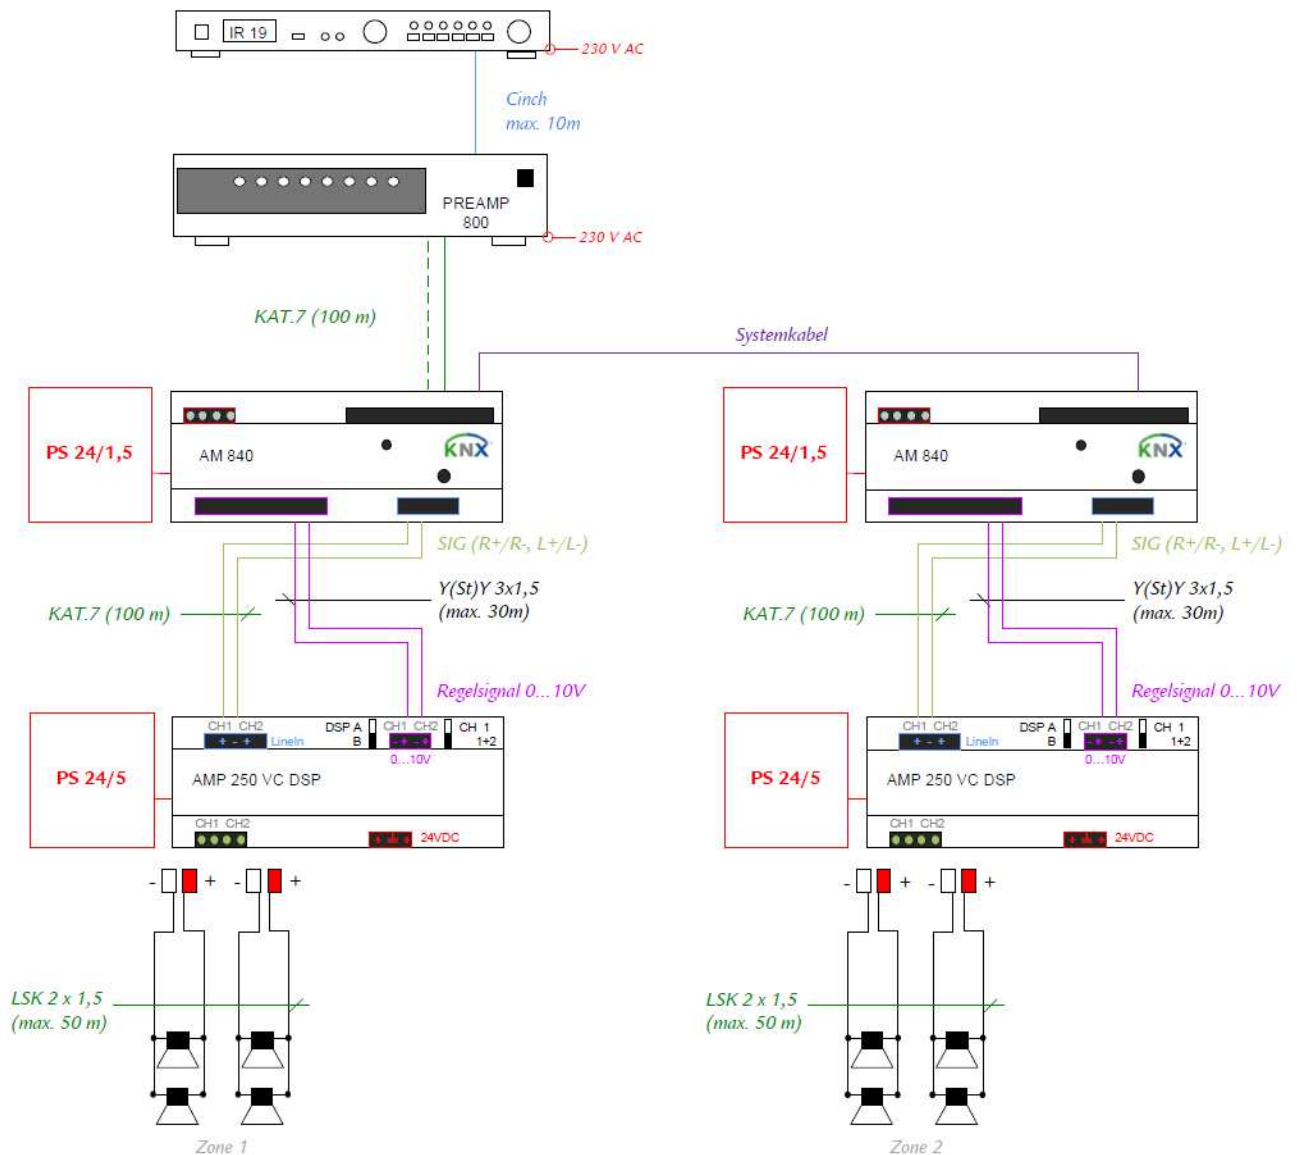 IR 19
230 V AC
Cinch
max. 10m
PREAMP
800
230 V AC
KAT.7 (100 m)
Systemkabel
PS 24/1,5
AM 840
KNX
PS 24/1,5
AM 840
KNX
SIG (R+/R-, L+/L-)
SIG (R+/R-, L+/L-)
Y(St)Y 3x1,5
(max. 30m)
KAT.7 (100 m)
Y(St)Y 3x1,5
(max. 30m)
KAT.7 (100 m)
Regelsignal 0...10V
Regelsignal 0...10V
CH1 CH2
DSP A
B
CH1 CH2
CH 1
1+2
+ - +
LineIn
- + - +
0...10V
PS 24/5
AMP 250 VC DSP
CH1 CH2
24VDC
CH1 CH2
DSP A
B
CH1 CH2
CH 1
1+2
+ - +
LineIn
- + - +
0...10V
PS 24/5
AMP 250 VC DSP
CH1 CH2
24VDC
- + - +
- + - +
LSK 2 x 1,5
(max. 50 m)
LSK 2 x 1,5
(max. 50 m)
Zone 1
Zone 2